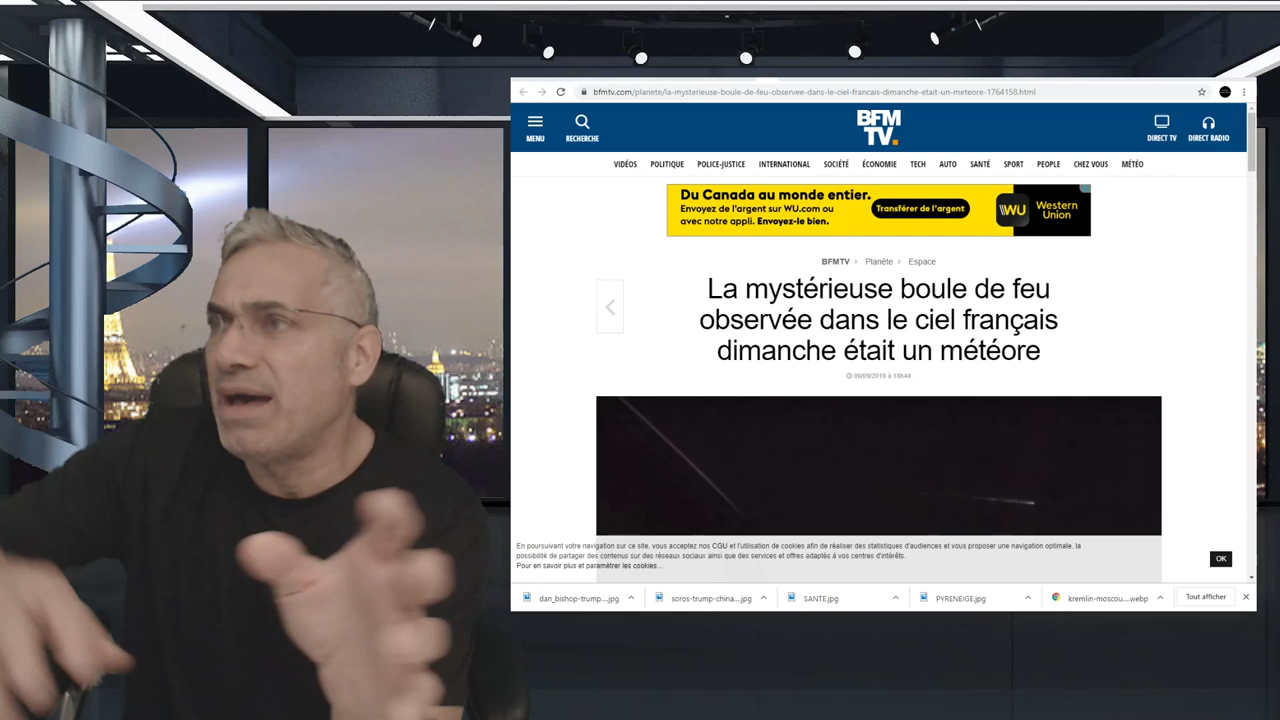 bfmtv.com/planete/la-mysterieuse-boule-de-feu-observee-dans-le-ciel-francais-dimanche-etait-un-meteore-1764158.html
MENU
RECHERCHE
BFM
TV.
DIRECT TV
DIRECT RADIO
VIDÉOS POLITIQUE POLICE-JUSTICE INTERNATIONAL SOCIÉTÉ ÉCONOMIE TECH AUTO SANTÉ SPORT PEOPLE CHEZ VOUS MÉTÉO
Du Canada au monde entier.
Envoyez de l'argent sur WU.com ou
avec notre appli. Envoyez-le bien.
Transférer de l'argent
WU
Western
Union
BFMTV > Planète > Espace
La mystérieuse boule de feu
observée dans le ciel français
dimanche était un météore
09/09/2019 à 18h44
En poursuivant votre navigation sur ce site, vous acceptez nos CGU et l'utilisation de cookies afin de réaliser des statistiques d'audiences et vous proposer une navigation optimale, la
possibilité de partager des contenus sur des réseaux sociaux ainsi que des services et offres adaptés à vos centres d'intérêts.
Pour en savoir plus et paramétrer les cookies...
OK
dan_bishop-trump....jpg
soros-trump-china....jpg
SANTE.jpg
PYRENEIGE.jpg
kremlin-moscou....webp
Tout afficher